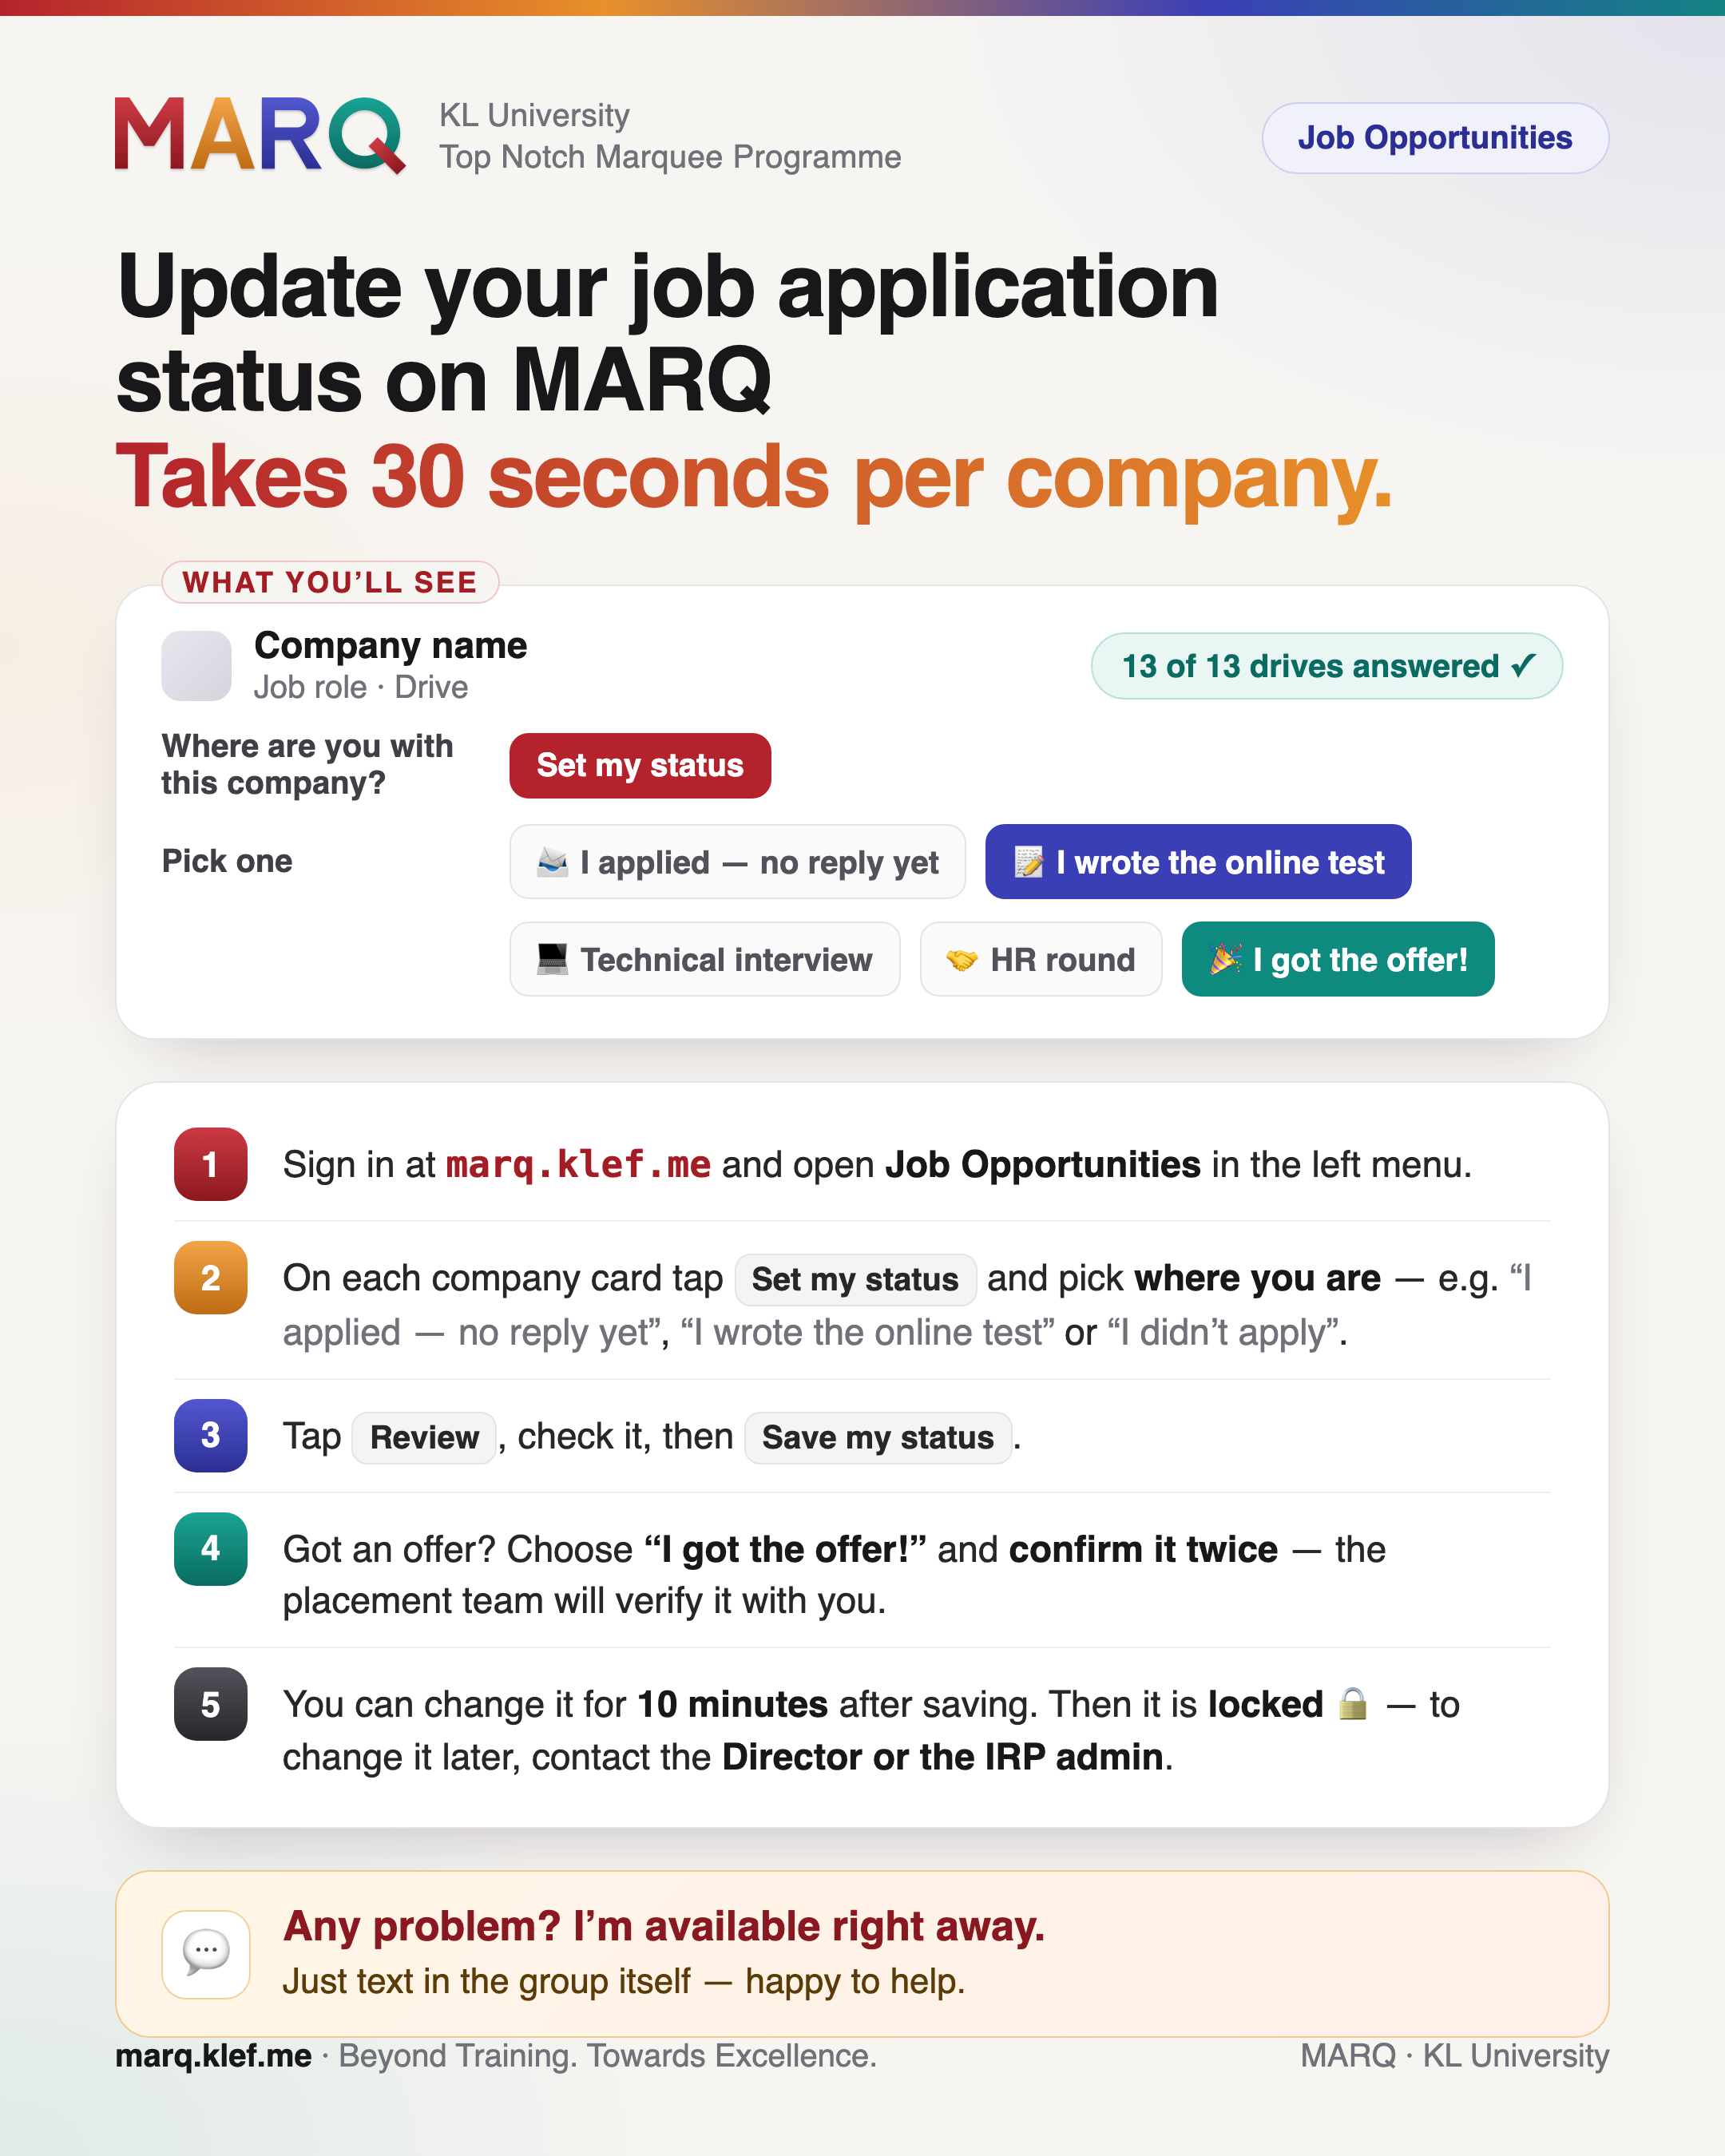 MARQ
KL University
Top Notch Marquee Programme
Job Opportunities
Update your job application
status on MARQ
Takes 30 seconds per company.
WHAT YOU’LL SEE
Company name
Job role · Drive
13 of 13 drives answered ✓
Where are you with
this company?
Set my status
Pick one
📨 I applied — no reply yet
📝 I wrote the online test
💻 Technical interview
🤝 HR round
🎉 I got the offer!
1
Sign in at marq.klef.me and open Job Opportunities in the left menu.
2
On each company card tap Set my status and pick where you are — e.g. “I
applied — no reply yet”, “I wrote the online test” or “I didn’t apply”.
3
Tap Review, check it, then Save my status.
4
Got an offer? Choose “I got the offer!” and confirm it twice — the
placement team will verify it with you.
5
You can change it for 10 minutes after saving. Then it is locked 🔒 — to
change it later, contact the Director or the IRP admin.
Any problem? I’m available right away.
Just text in the group itself — happy to help.
marq.klef.me · Beyond Training. Towards Excellence.
MARQ · KL University